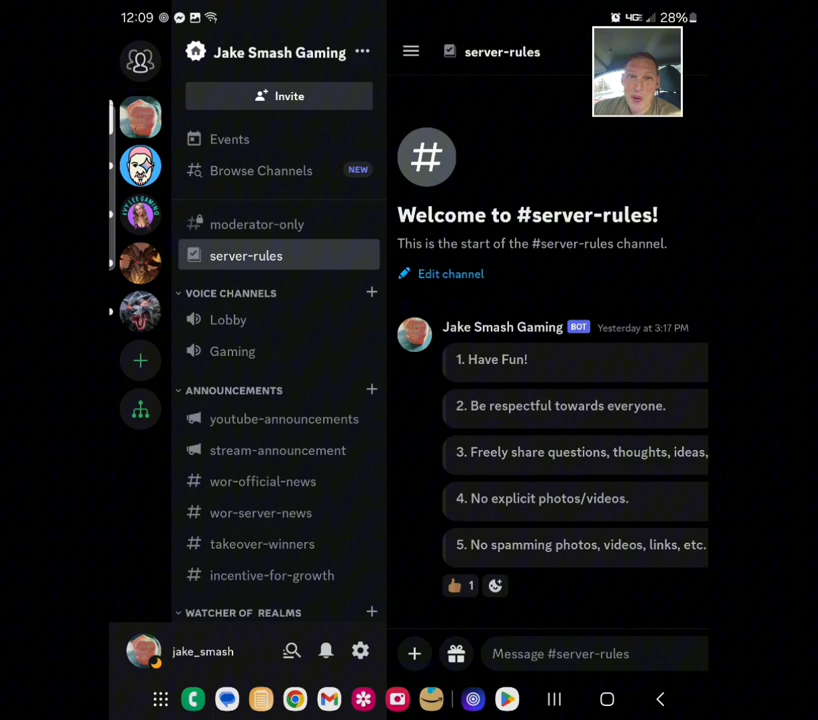 12:09
4G
28%
Jake Smash Gaming
server-rules
Invite
Events
Browse Channels
NEW
moderator-only
server-rules
VOICE CHANNELS
Lobby
Gaming
ANNOUNCEMENTS
youtube-announcements
stream-announcement
wor-official-news
wor-server-news
takeover-winners
incentive-for-growth
WATCHER OF REALMS
jake_smash
IVY LEE GAMING
Welcome to #server-rules!
This is the start of the #server-rules channel.
Edit channel
Jake Smash Gaming BOT Yesterday at 3:17 PM
1. Have Fun!
2. Be respectful towards everyone.
3. Freely share questions, thoughts, ideas,
4. No explicit photos/videos.
5. No spamming photos, videos, links, etc.
1
Message #server-rules